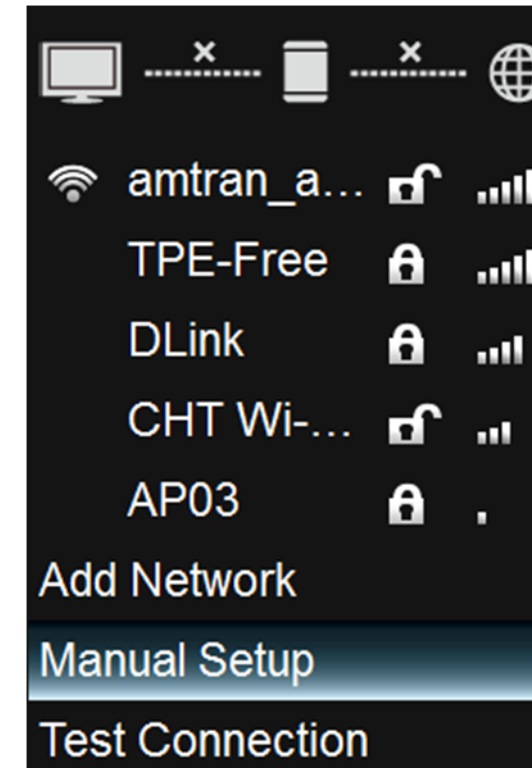 amtran_a...
TPE-Free
DLink
CHT Wi-...
AP03
Add Network
Manual Setup
Test Connection